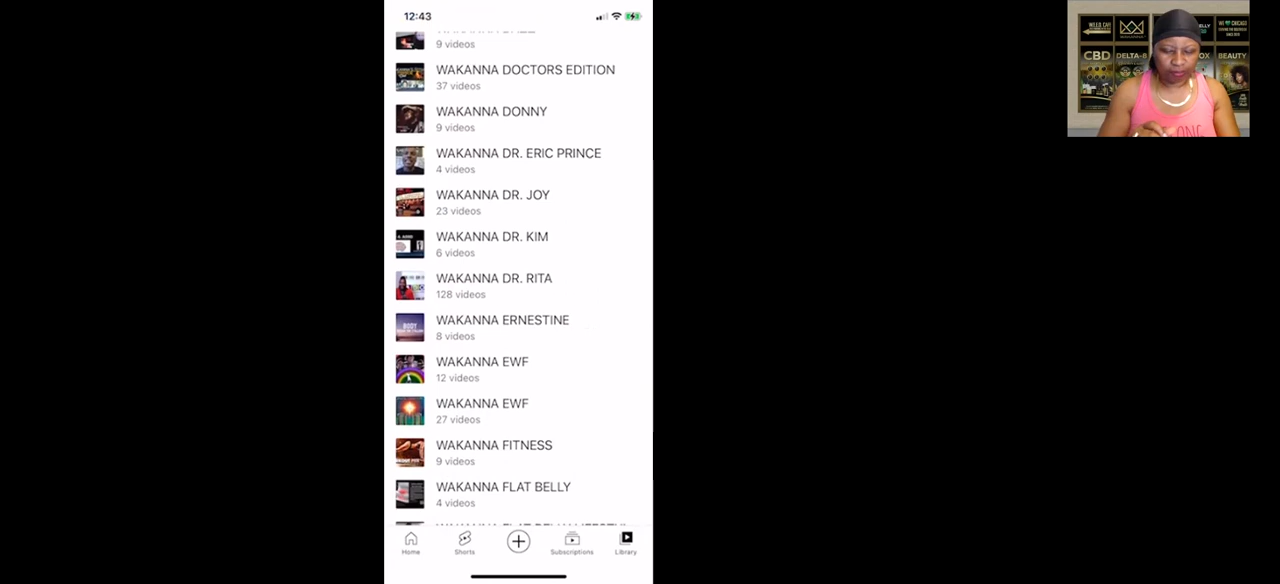 12:43
9 videos
WAKANNA DOCTORS EDITION
37 videos
WAKANNA DONNY
9 videos
WAKANNA DR. ERIC PRINCE
4 videos
WAKANNA DR. JOY
23 videos
WAKANNA DR. KIM
6 videos
WAKANNA DR. RITA
128 videos
WAKANNA ERNESTINE
8 videos
WAKANNA EWF
12 videos
WAKANNA EWF
27 videos
WAKANNA FITNESS
9 videos
WAKANNA FLAT BELLY
4 videos
Home
Shorts
Subscriptions
Library
CBD
DELTA-8
BEAUTY